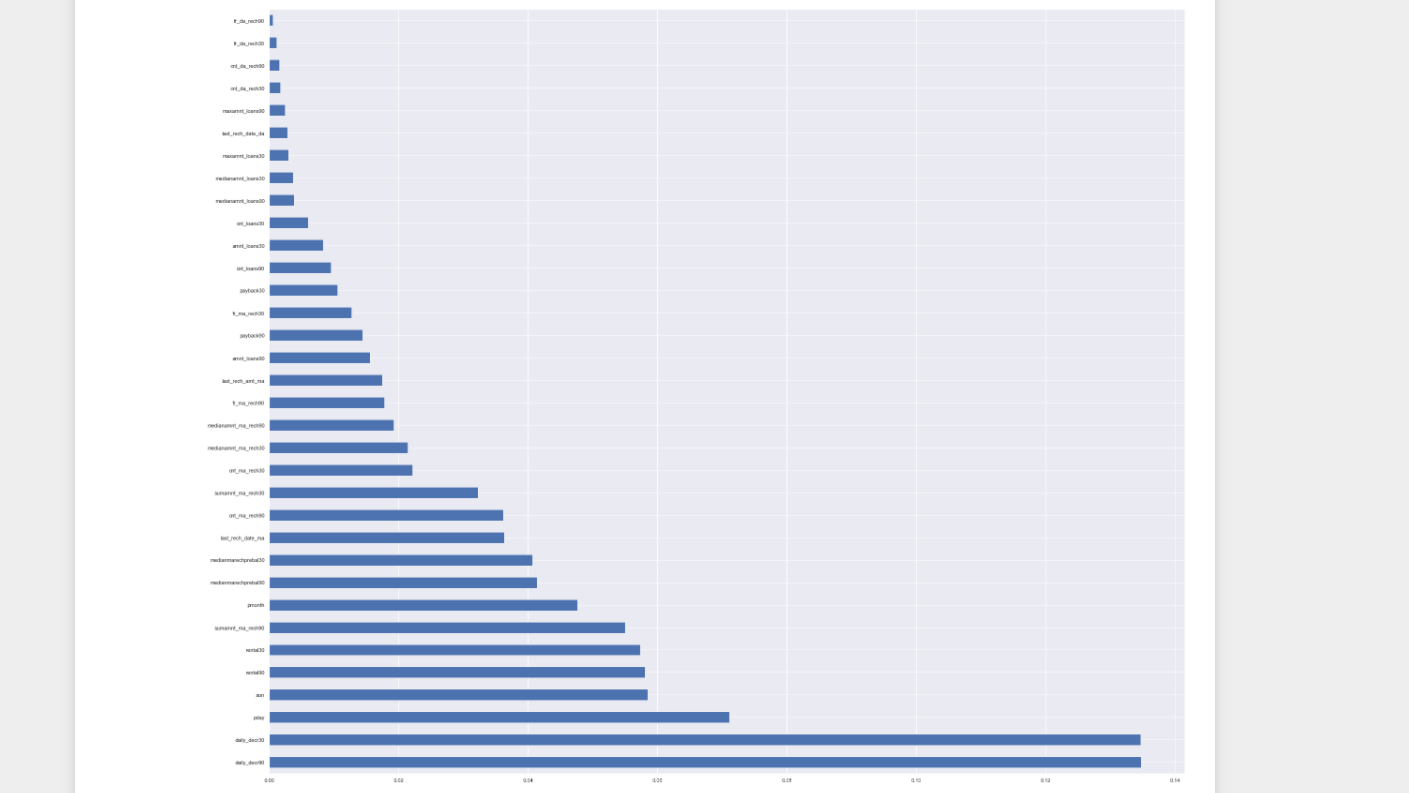 fr_da_rech90
fr_da_rech30
cnt_da_rech90
cnt_da_rech30
maxamnt_loans90
last_rech_date_da
maxamnt_loans30
medianamnt_loans30
medianamnt_loans90
cnt_loans30
amnt_loans30
cnt_loans90
payback30
fr_ma_rech30
payback90
amnt_loans90
last_rech_amt_ma
fr_ma_rech90
medianamnt_ma_rech90
medianamnt_ma_rech30
cnt_ma_rech30
sumamnt_ma_rech30
cnt_ma_rech90
last_rech_date_ma
medianmarechprebal30
medianmarechprebal90
pmonth
sumamnt_ma_rech90
rental30
rental90
aon
pday
daily_decr30
daily_decr90
0.00 0.02 0.04 0.06 0.08 0.10 0.12 0.14